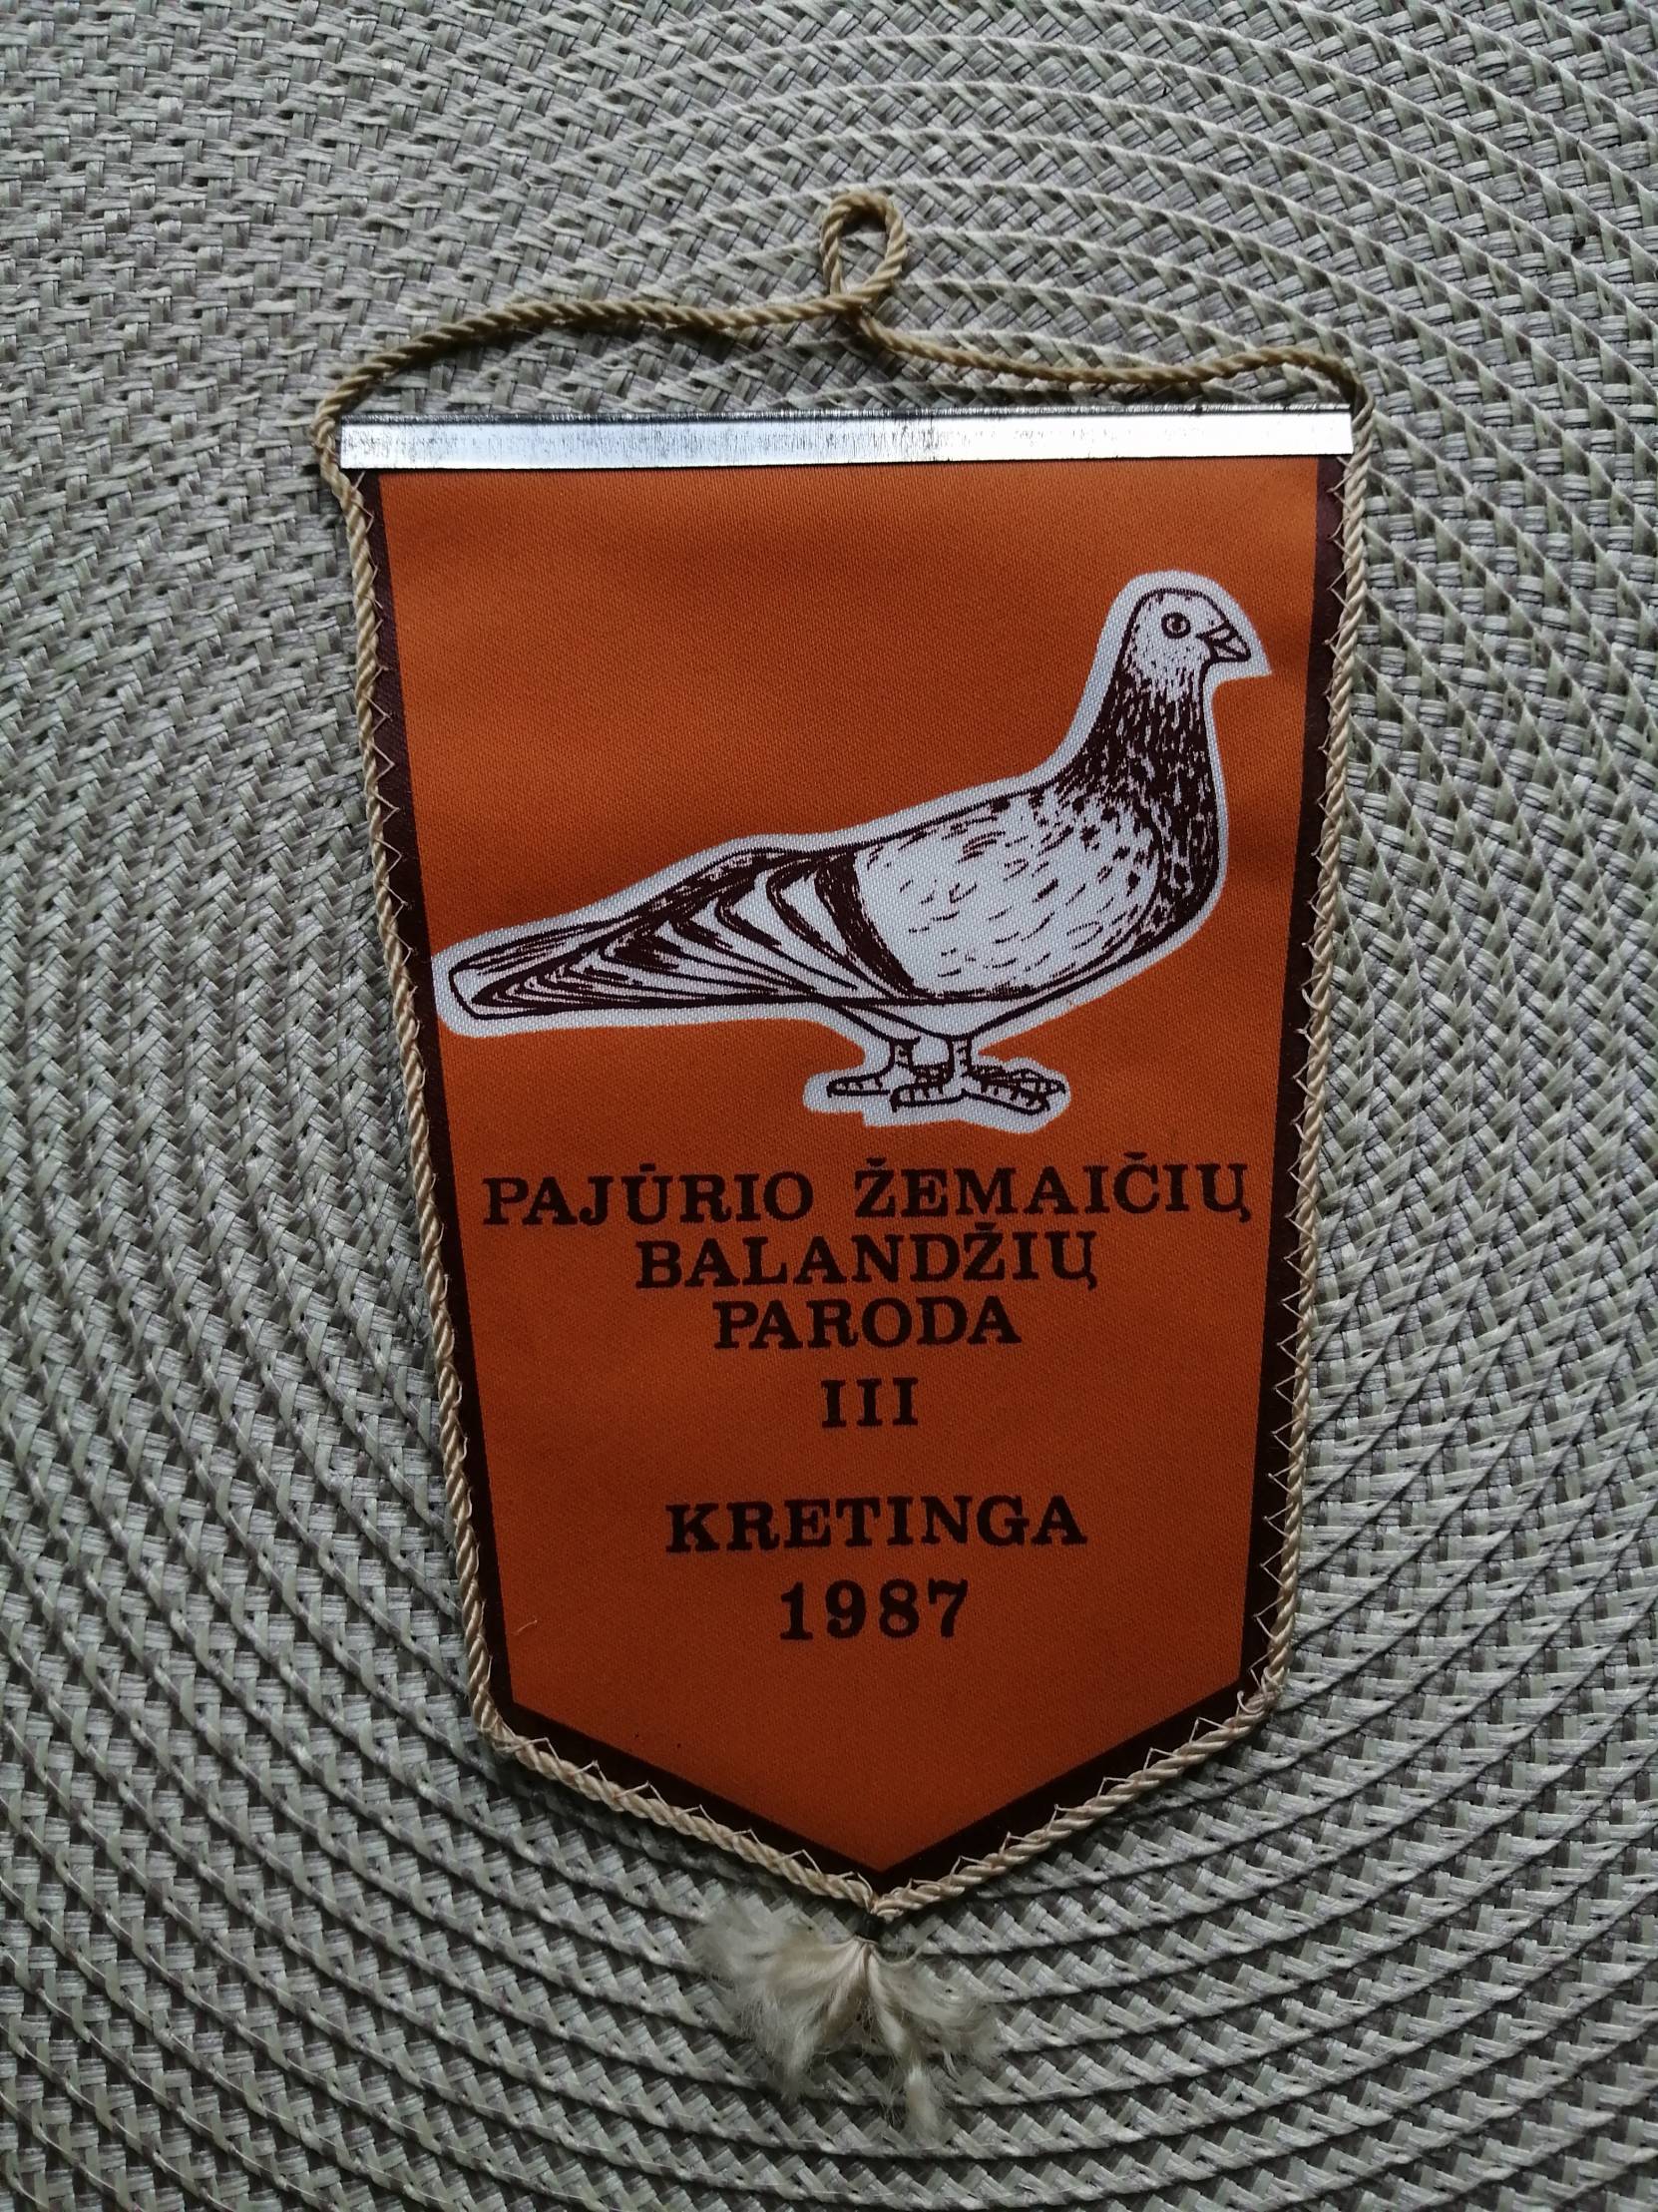 PAJŪRIO ŽEMAIČIŲ
BALANDŽIŲ
PARODA
III
KRETINGA
1987